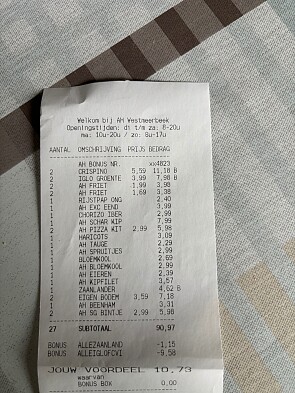 Welkom bij AH Westmeerbeek
Openingstijden: di t/m za: 8-20u
ma: 10u-20u / zo: 8u-17u
AANTAL OMSCHRIJVING PRIJS BEDRAG
AH BONUS NR. xx4823
2 CRISPINO 5,59 11,18 B
2 IGLO GROENTE 3,99 7,98 B
2 AH FRIET 1,99 3,98
2 AH FRIET 1,69 3,38
1 RIJSTPAP ONG 2,40
1 AH EXC EEND 3,99
1 CHORIZO IBER 2,99
1 AH SCHAR WIP 7,99
2 AH PIZZA KIT 2,99 5,98
1 HARICOTS 3,09
1 AH TAUGE 2,29
1 AH SPRUITJES 2,99
1 BLOEMKOOL 2,69
1 AH BLOEMKOOL 2,99
1 AH EIEREN 2,39
1 AH KIPFILET 3,57
1 ZAANLANDER 4,62 B
2 EIGEN BODEM 3,59 7,18
1 AH BEENHAM 3,31
2 AH SG BINTJE 2,99 5,98
27 SUBTOTAAL 90,97
BONUS ALLEZAANLAND -1,15
BONUS ALLEIGLOFCVI -9,58
JOUW VOORDEEL 10,73
waarvan
BONUS BOX 0,00